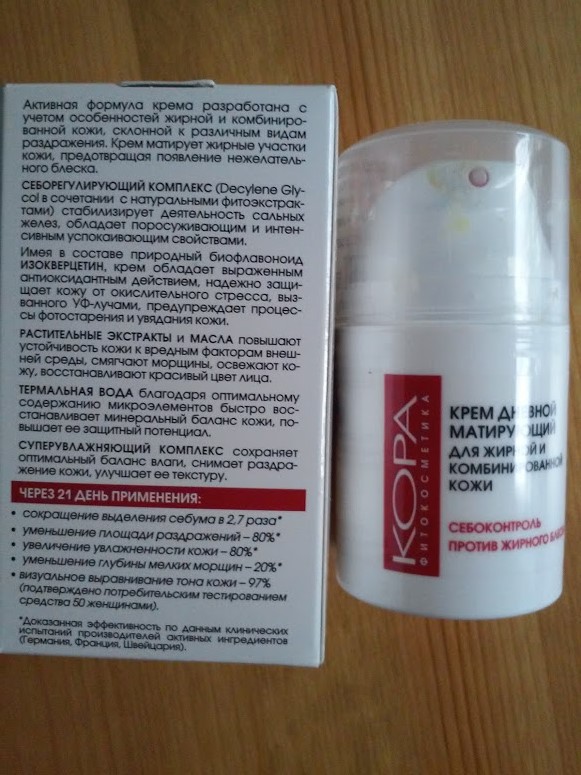 Активная формула крема разработана с
учетом особенностей жирной и комбиниро-
ванной кожи, склонной к различным видам
раздражения. Крем матирует жирные участки
кожи, предотвращая появление нежелатель-
ного блеска.
СЕБОРЕГУЛИРУЮЩИЙ КОМПЛЕКС (Decylene Gly-
col в сочетании с натуральными фитоэкстрак-
тами) стабилизирует деятельность сальных
желез, обладает поросуживающим и интен-
сивным успокаивающим свойствами.
Имея в составе природный биофлавоноид
ИЗОКВЕРЦЕТИН, крем обладает выраженным
антиоксидантным действием, надежно защи-
щает кожу от окислительного стресса, выз-
ванного УФ-лучами, предупреждает процес-
сы фотостарения и увядания кожи.
РАСТИТЕЛЬНЫЕ ЭКСТРАКТЫ и МАСЛА повышают
устойчивость кожи к вредным факторам внеш-
ней среды, смягчают морщины, освежают ко-
жу, восстанавливают красивый цвет лица.
ТЕРМАЛЬНАЯ ВОДА благодаря оптимальному
содержанию микроэлементов быстро вос-
станавливает минеральный баланс кожи, по-
вышает ее защитный потенциал.
СУПЕРУВЛАЖНЯЮЩИЙ КОМПЛЕКС сохраняет
оптимальный баланс влаги, снимает раздра-
жение кожи, улучшает ее текстуру.
ЧЕРЕЗ 21 ДЕНЬ ПРИМЕНЕНИЯ:
• сокращение выделения себума в 2,7 раза*
• уменьшение площади раздражений – 80%*
• увеличение увлажненности кожи – 80%*
• уменьшение глубины мелких морщин – 20%*
• визуальное выравнивание тона кожи – 97%
(подтверждено потребительским тестированием
средства 50 женщинами).
*Доказанная эффективность по данным клинических
испытаний производителей активных ингредиентов
(Германия, Франция, Швейцария).
КОРА
ФИТОКОСМЕТИКА
КРЕМ ДНЕВНОЙ
МАТИРУЮЩИЙ
ДЛЯ ЖИРНОЙ И
КОМБИНИРОВАННОЙ
КОЖИ
СЕБОКОНТРОЛЬ
ПРОТИВ ЖИРНОГО БЛЕСКА